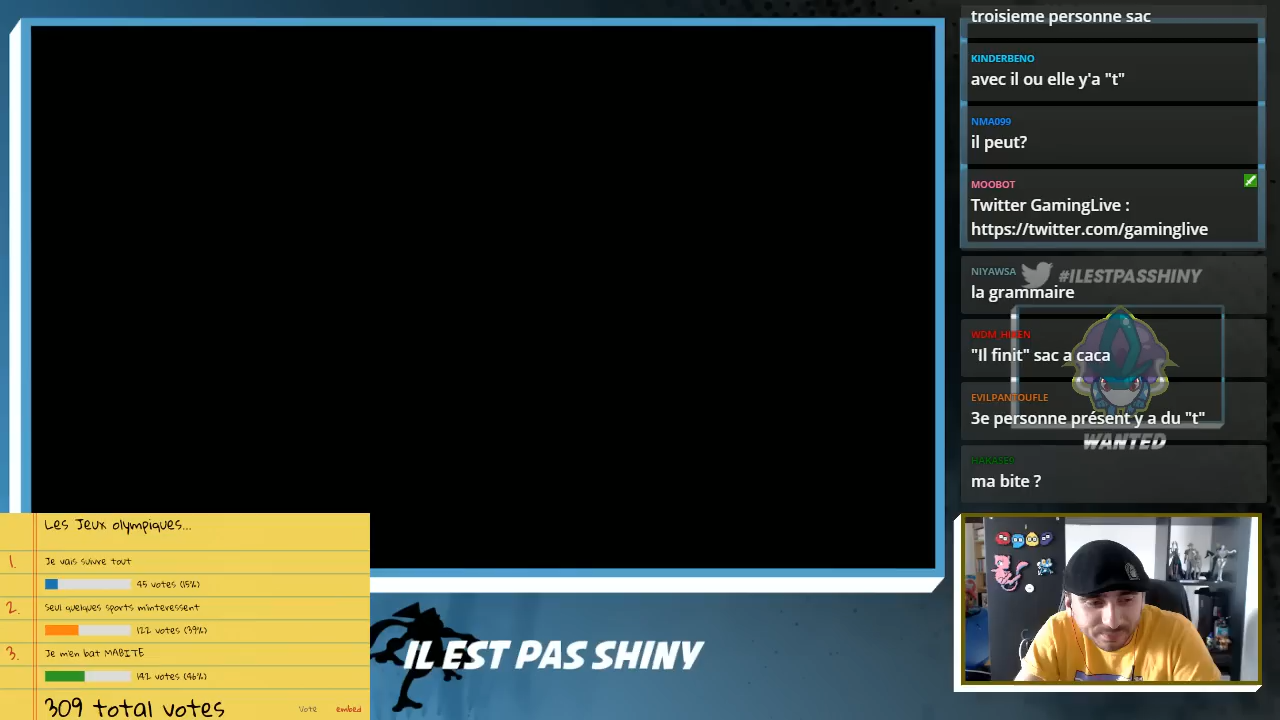 troisieme personne sac
KINDERBENO
avec il ou elle y'a "t"
NMA099
il peut?
MOOBOT
Twitter GamingLive :
https://twitter.com/gaminglive
NIYAWSA
#ILESTPASSHINY
la grammaire
"Il finit" sac a caca
EVILPANTOUFLE
3e personne présent y a du "t"
WANTED
ma bite ?
Les Jeux olympiques...
1. Je vais suivre tout
45 votes (15%)
2. Seul quelques sports m'interessent
122 votes (39%)
3. Je m'en bat MABITE
142 votes (46%)
309 total votes
Vote embed
IL EST PAS SHINY